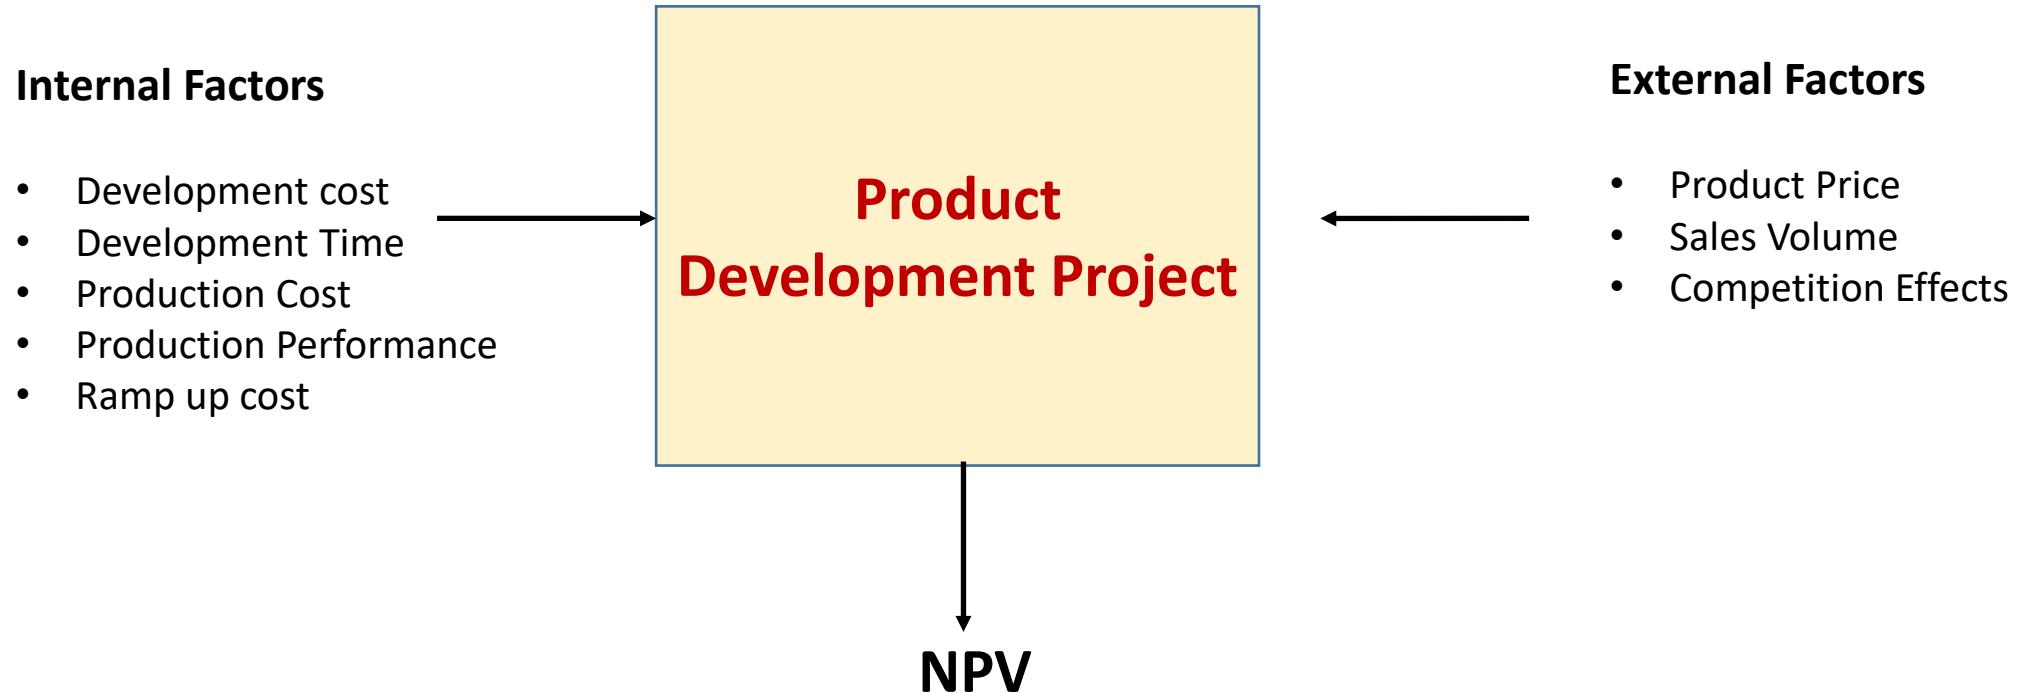 Internal Factors
• Development cost
• Development Time
• Production Cost
• Production Performance
• Ramp up cost
Product
Development Project
External Factors
• Product Price
• Sales Volume
• Competition Effects
NPV